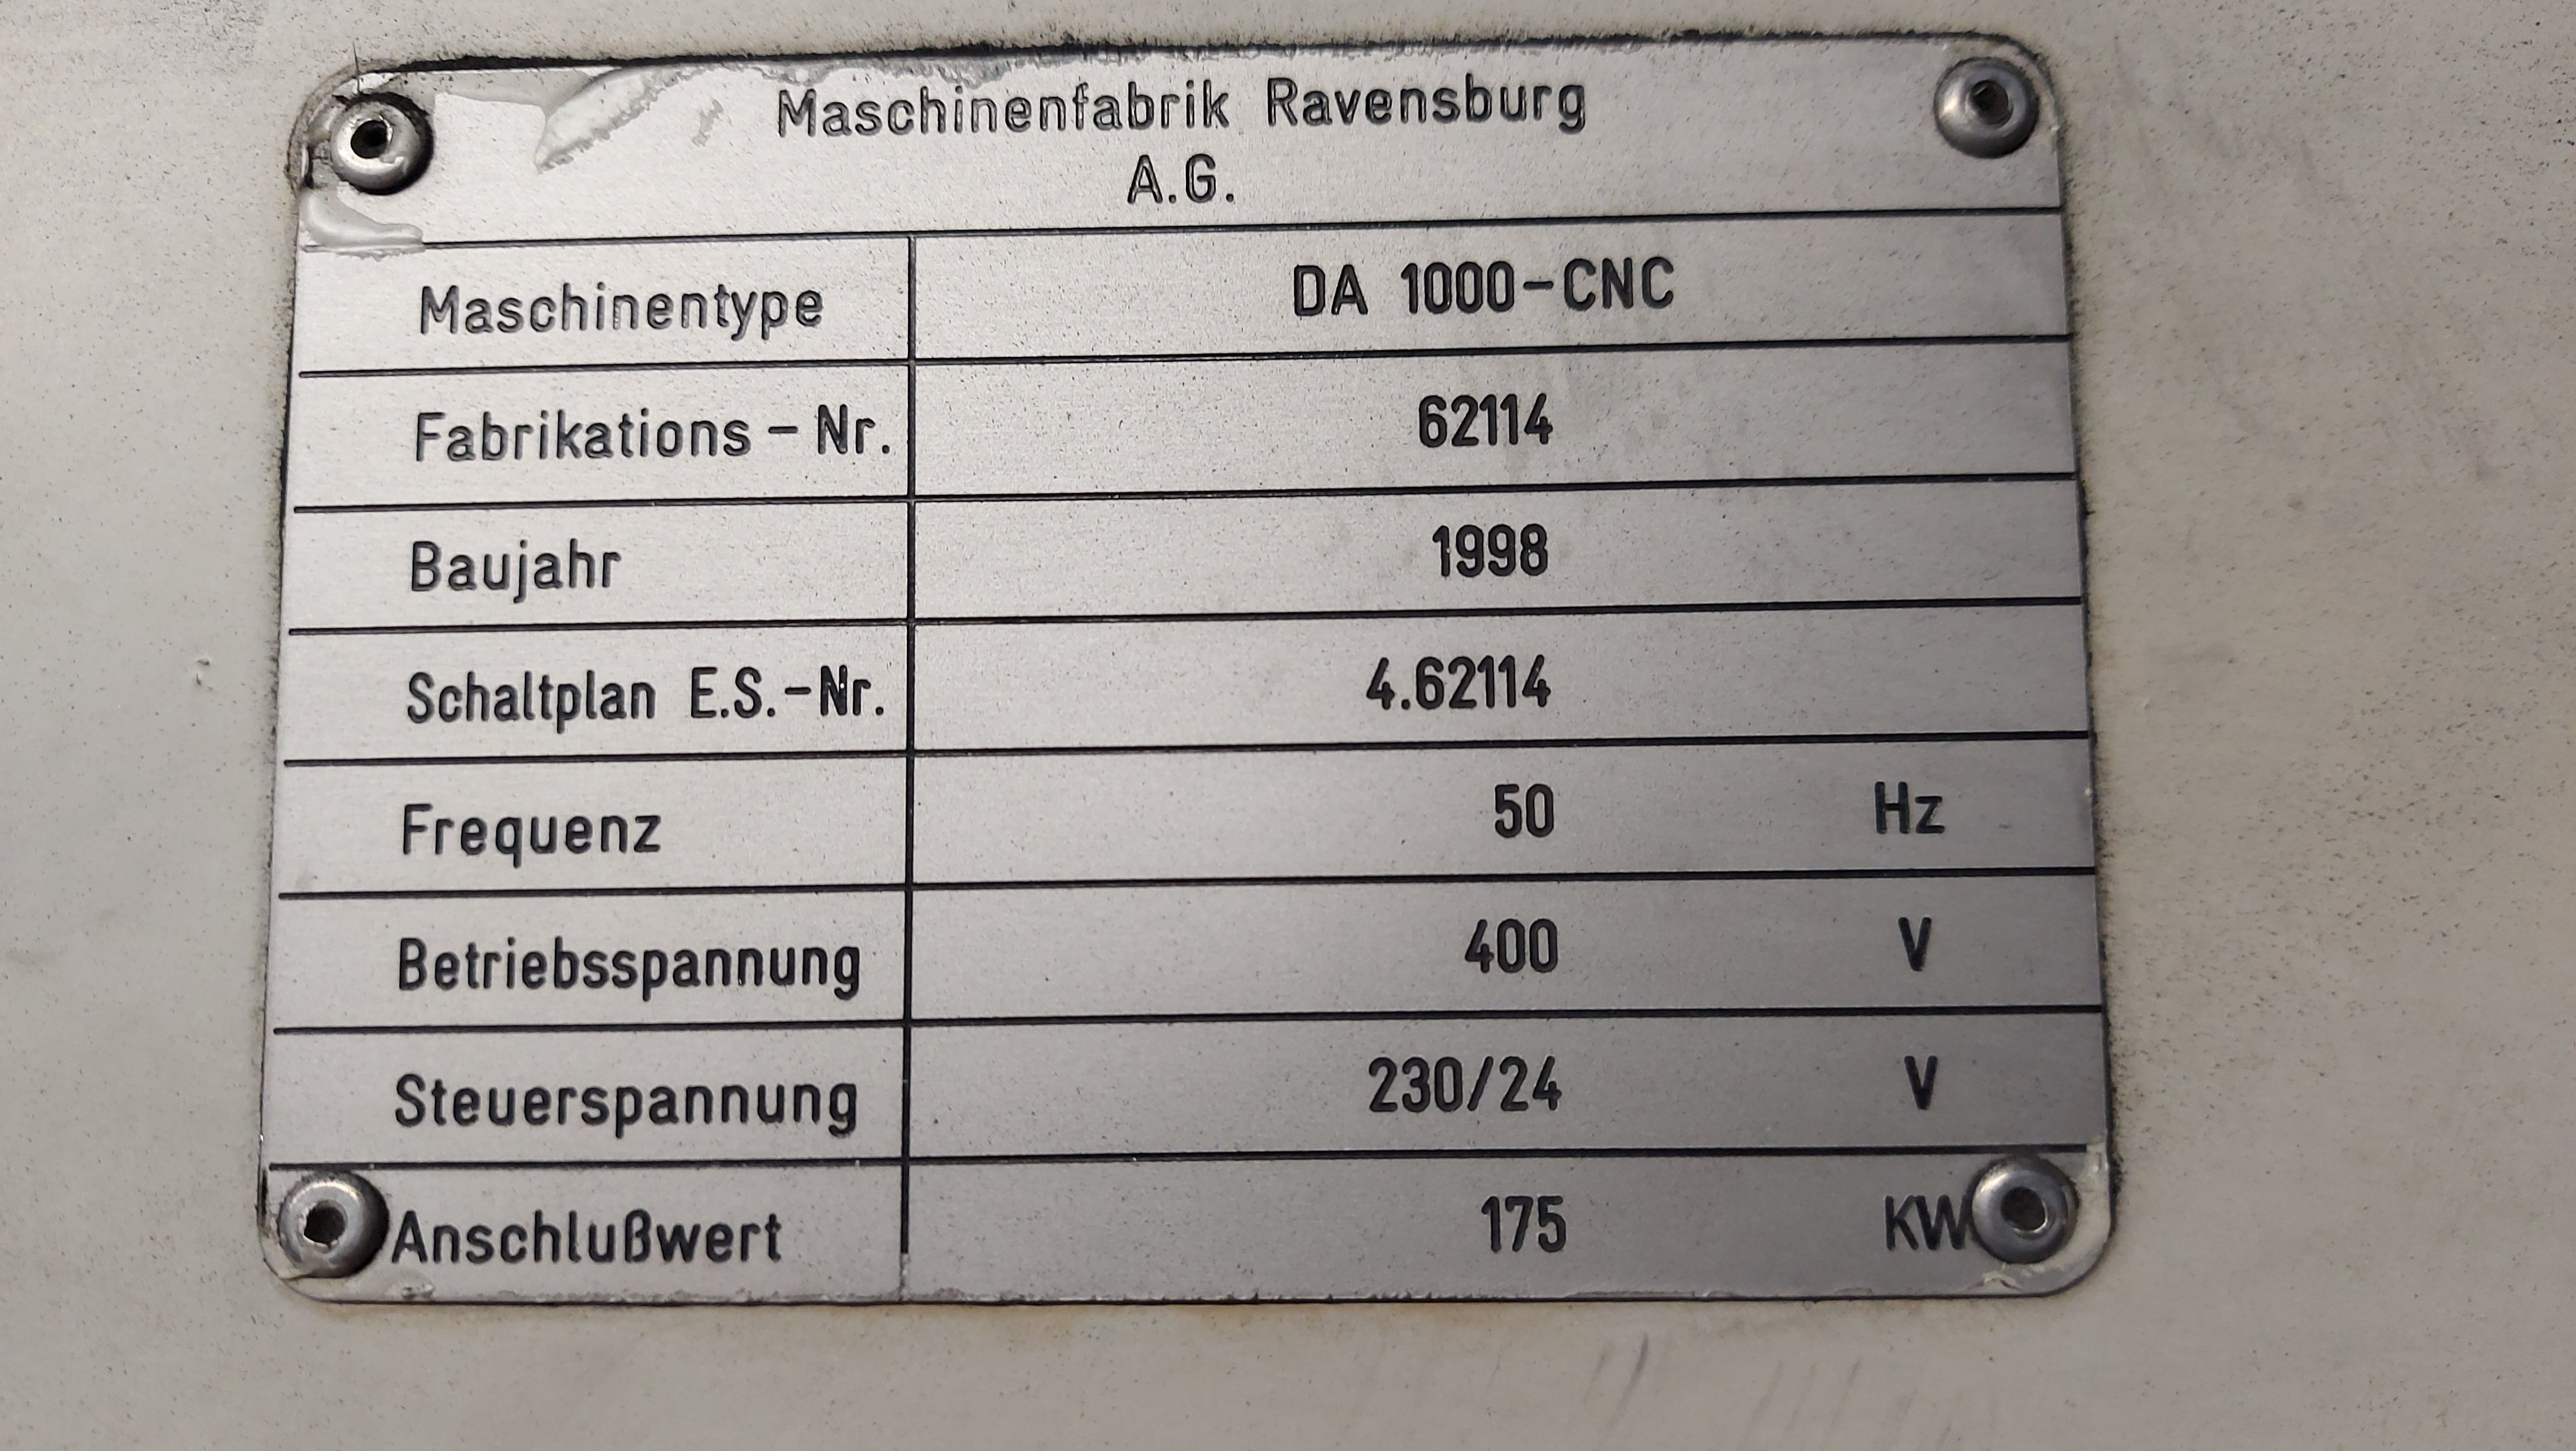 Maschinenfabrik Ravensburg
A.G.
Maschinentype DA 1000-CNC
Fabrikations-Nr. 62114
Baujahr 1998
Schaltplan E.S.-Nr. 4.62114
Frequenz 50 Hz
Betriebsspannung 400 V
Steuerspannung 230/24 V
Anschlußwert 175 KW